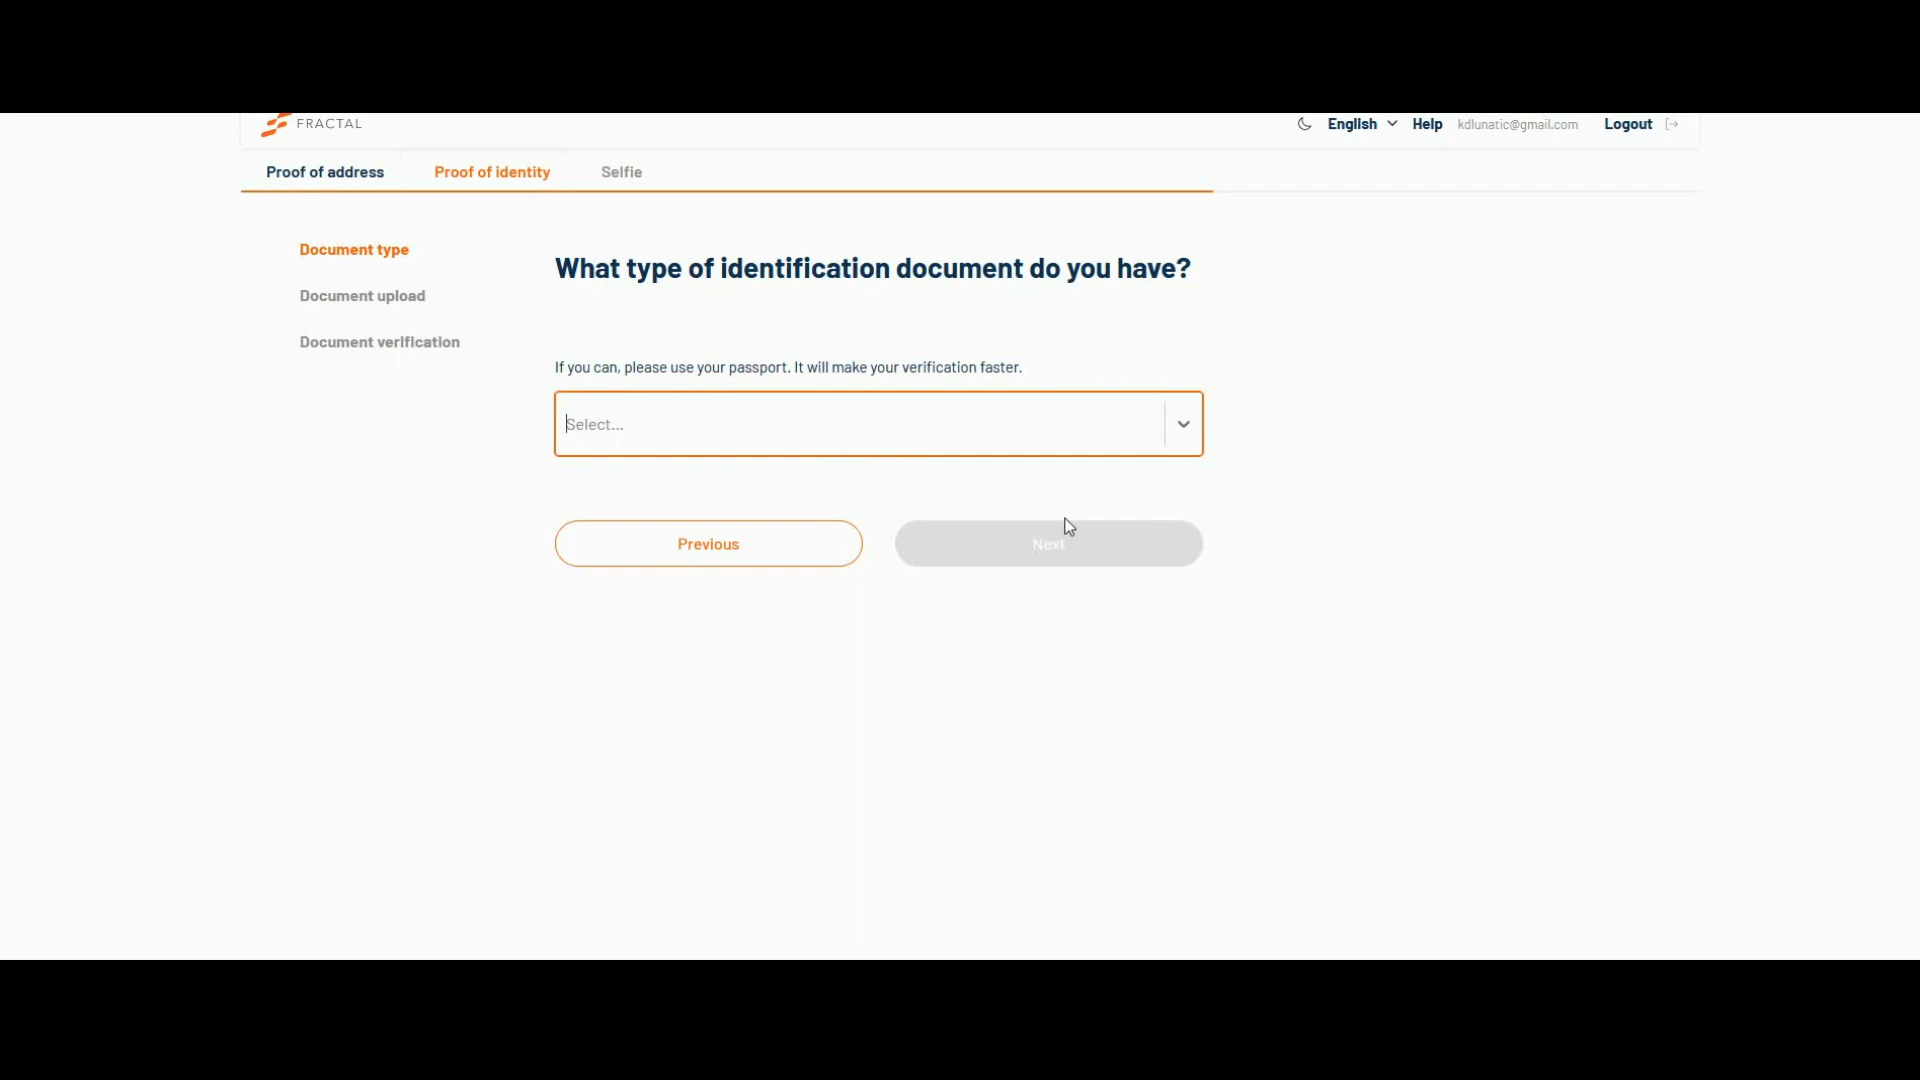 FRACTAL
English Help kdlunatic@gmail.com Logout
Proof of address Proof of identity Selfie
Document type
Document upload
Document verification
What type of identification document do you have?
If you can, please use your passport. It will make your verification faster.
Select...
Previous Next